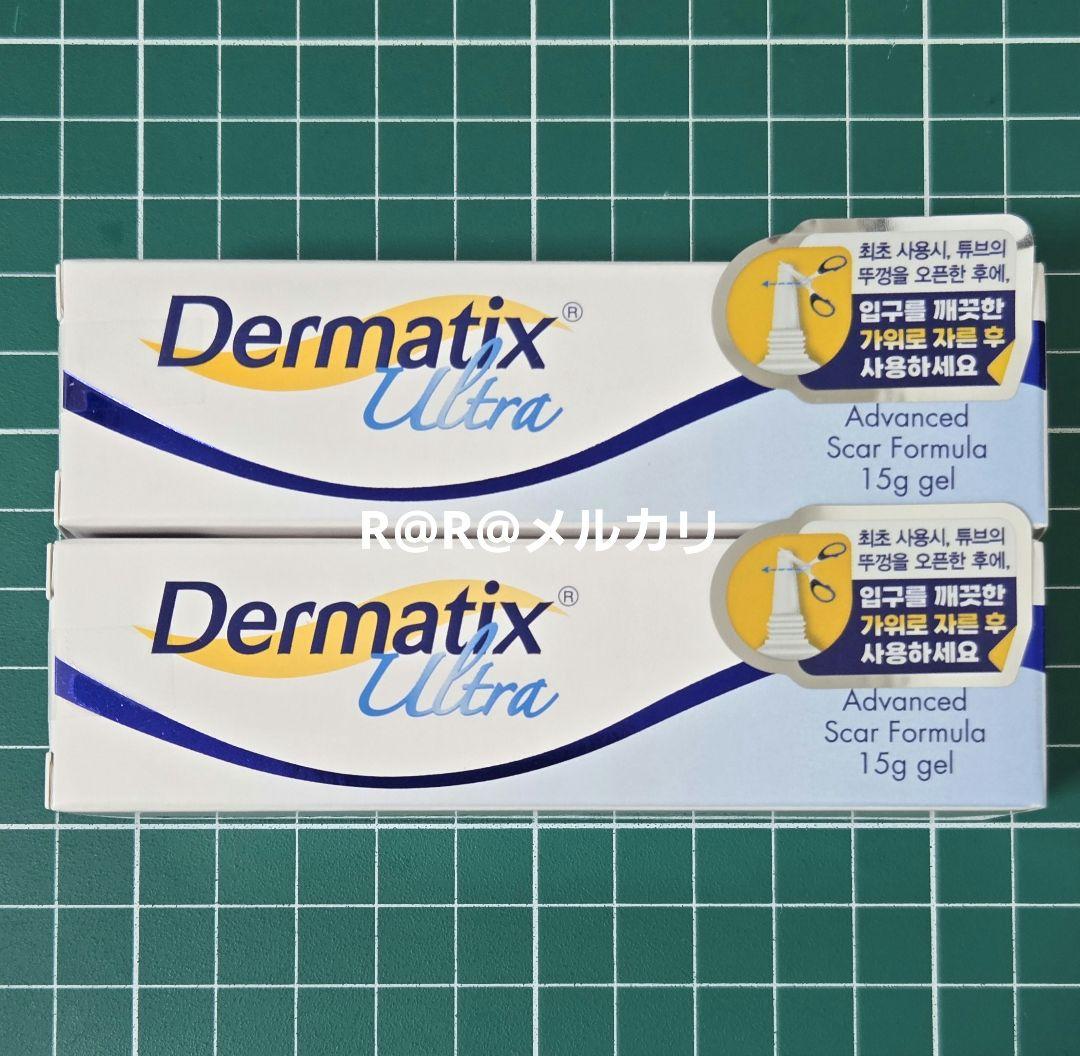 Dermatix®
Ultra
최초 사용시, 튜브의
뚜껑을 오픈한 후에,
입구를 깨끗한
가위로 자른 후
사용하세요
Advanced
Scar Formula
15g gel
R@R@メルカリ
Dermatix®
Ultra
최초 사용시, 튜브의
뚜껑을 오픈한 후에,
입구를 깨끗한
가위로 자른 후
사용하세요
Advanced
Scar Formula
15g gel